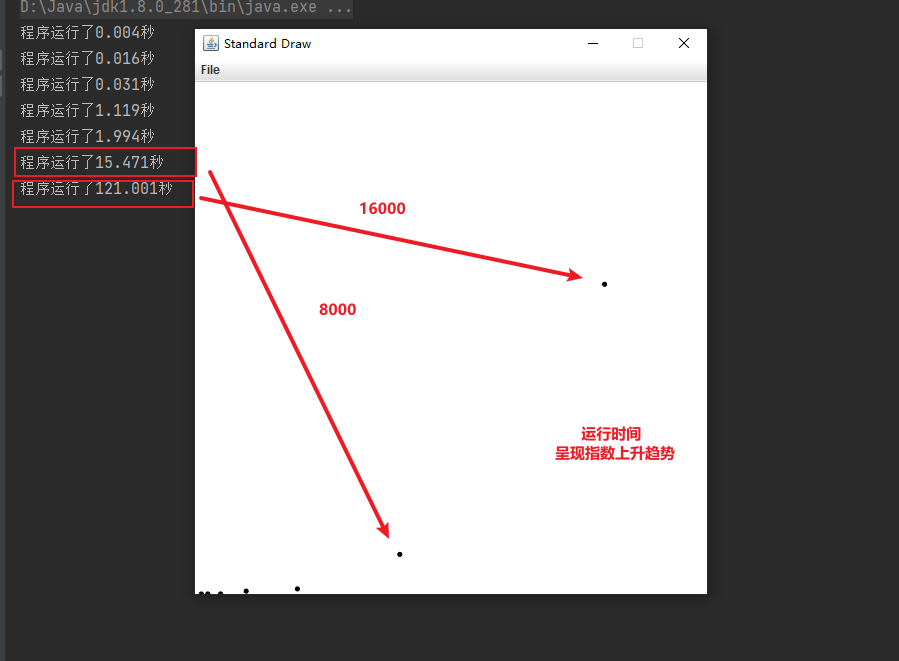 D:\Java\jdk1.8.0_281\bin\java.exe ...
程序运行了0.004秒
程序运行了0.016秒
程序运行了0.031秒
程序运行了1.119秒
程序运行了1.994秒
程序运行了15.471秒
程序运行了121.001秒
Standard Draw
File
16000
8000
运行时间
呈现指数上升趋势